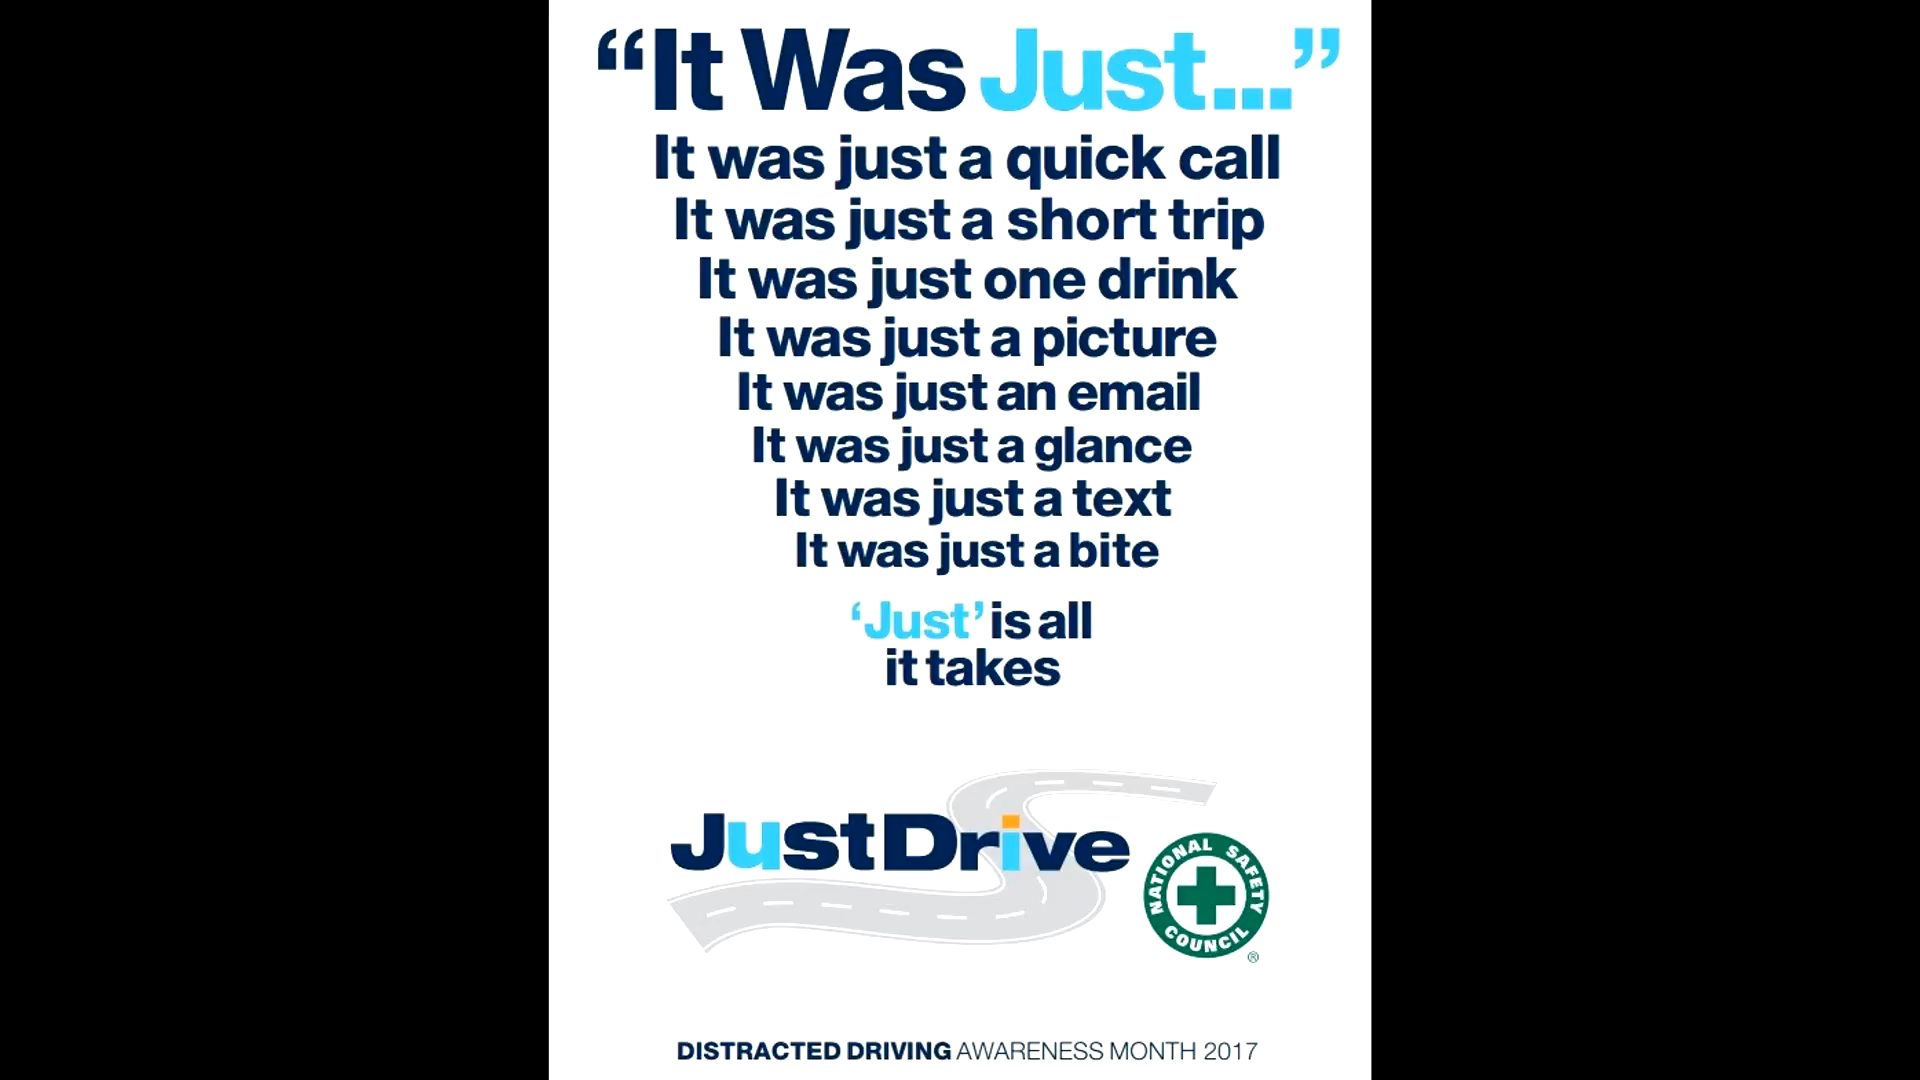 “It Was Just...”
It was just a quick call
It was just a short trip
It was just one drink
It was just a picture
It was just an email
It was just a glance
It was just a text
It was just a bite
‘Just’ is all
it takes
JustDrive
NATIONAL SAFETY
COUNCIL
®
DISTRACTED DRIVING AWARENESS MONTH 2017